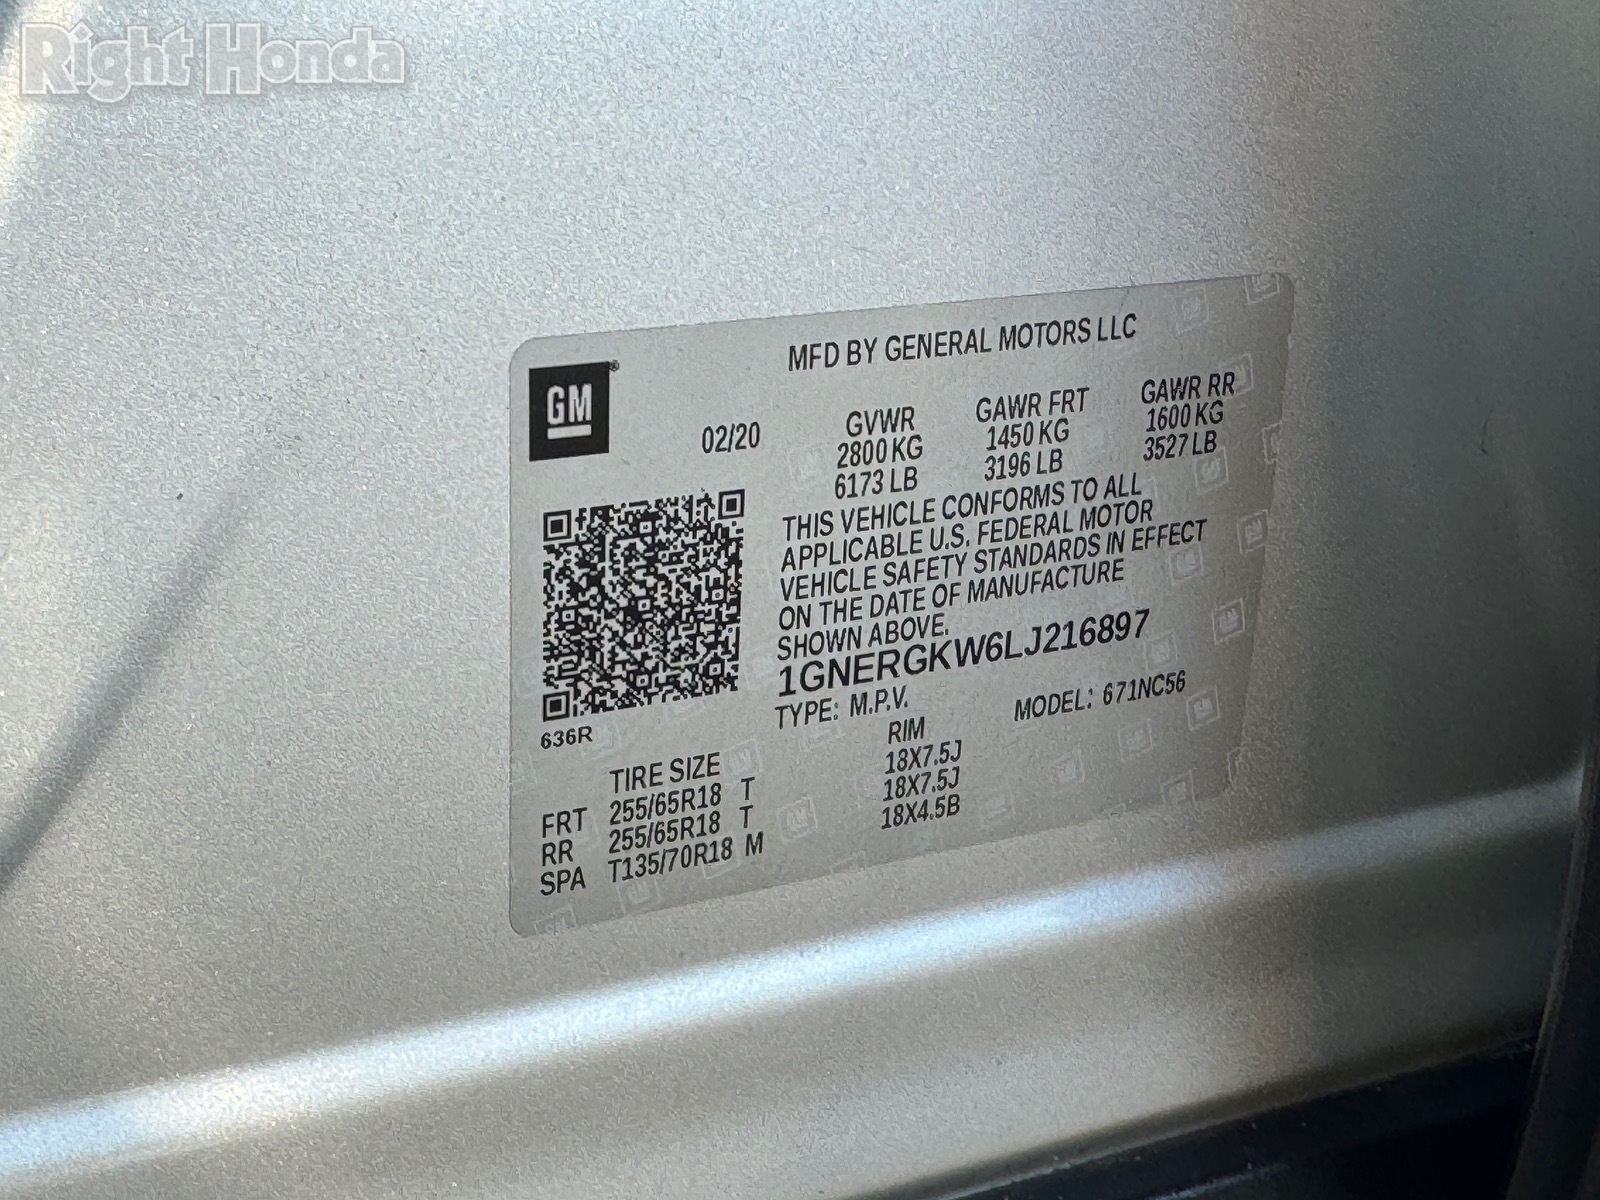 Right Honda
MFD BY GENERAL MOTORS LLC
GM®
02/20
GVWR GAWR FRT GAWR RR
2800 KG 1450 KG 1600 KG
6173 LB 3196 LB 3527 LB
THIS VEHICLE CONFORMS TO ALL
APPLICABLE U.S. FEDERAL MOTOR
VEHICLE SAFETY STANDARDS IN EFFECT
ON THE DATE OF MANUFACTURE
SHOWN ABOVE.
1GNERGKW6LJ216897
636R
TYPE: M.P.V. MODEL: 671NC56
TIRE SIZE RIM
FRT 255/65R18 T 18X7.5J
RR 255/65R18 T 18X7.5J
SPA T135/70R18 M 18X4.5B